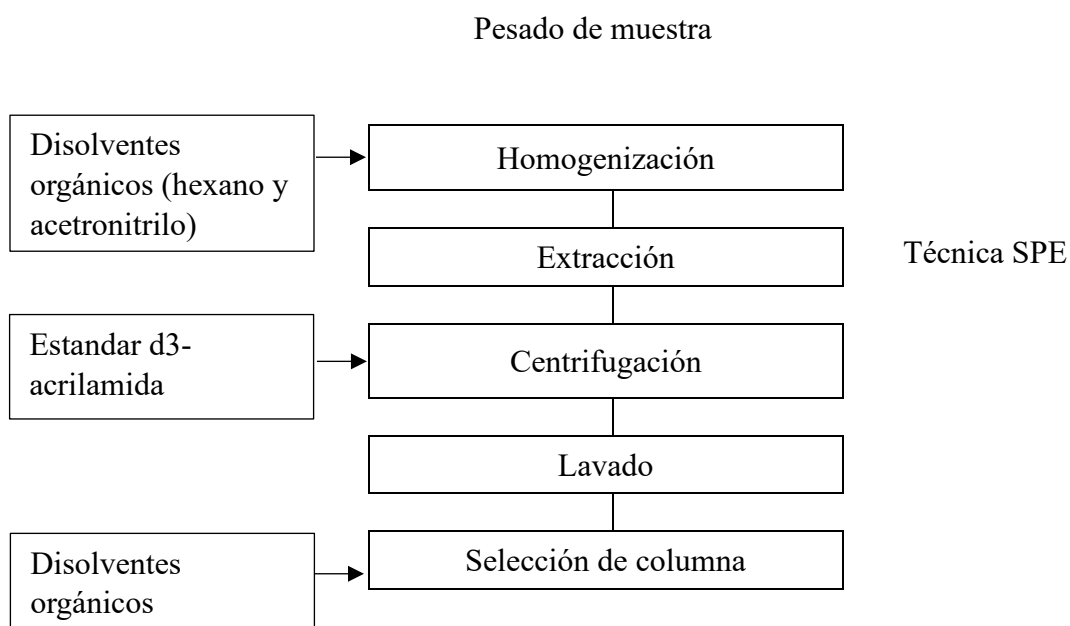 Pesado de muestra
Disolventes
orgánicos (hexano y
acetronitrilo)
Homogenización
Extracción
Técnica SPE
Estandar d3-
acrilamida
Centrifugación
Lavado
Disolventes
orgánicos
Selección de columna